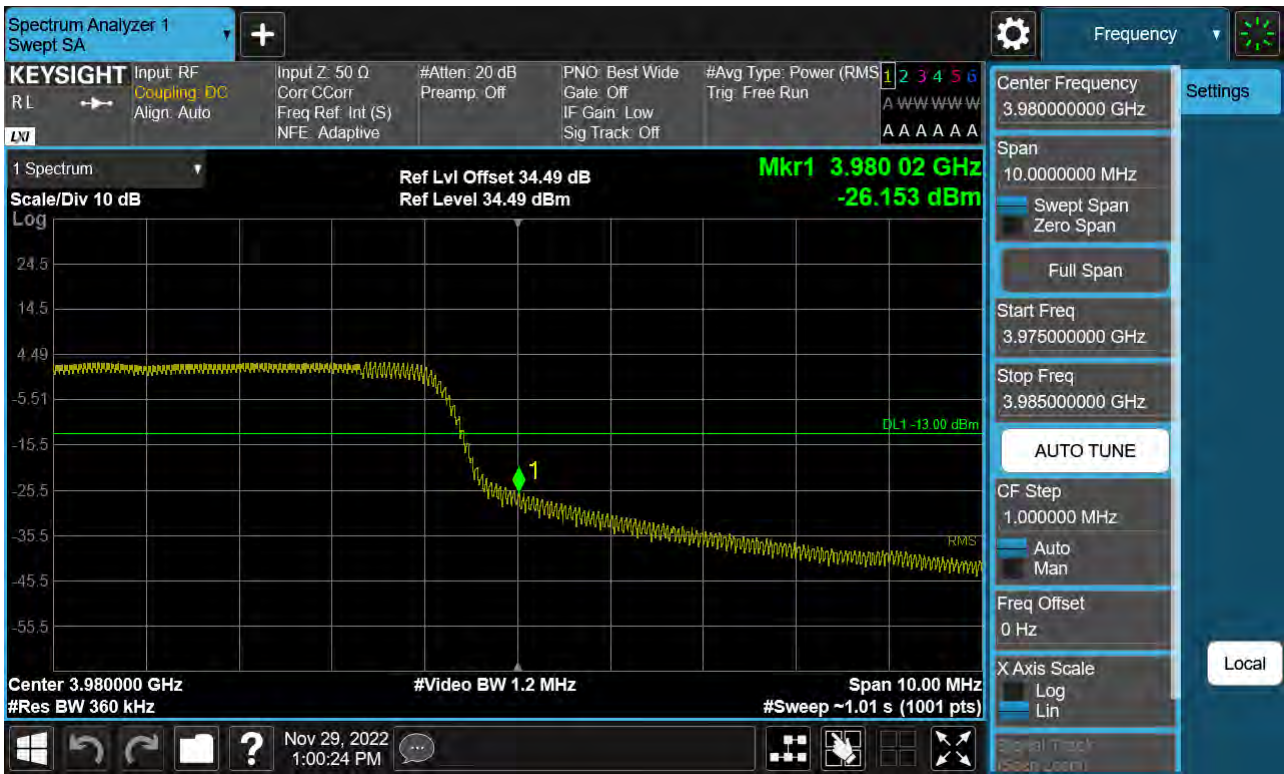 Spectrum Analyzer 1
Swept SA
+
Frequency
KEYSIGHT
R L
LXI
Input: RF
Coupling: DC
Align: Auto
Input Z: 50 Ω
Corr CCorr
Freq Ref: Int (S)
NFE: Adaptive
#Atten: 20 dB
Preamp: Off
PNO: Best Wide
Gate: Off
IF Gain: Low
Sig Track: Off
#Avg Type: Power (RMS
Trig: Free Run
1 2 3 4 5 6
A W W W W W
A A A A A A
1 Spectrum
Scale/Div 10 dB
Log
Ref Lvl Offset 34.49 dB
Ref Level 34.49 dBm
Mkr1 3.980 02 GHz
-26.153 dBm
24.5
14.5
4.49
-5.51
-15.5
-25.5
-35.5
-45.5
-55.5
DL1 -13.00 dBm
1
RMS
Center 3.980000 GHz
#Res BW 360 kHz
#Video BW 1.2 MHz
Span 10.00 MHz
#Sweep ~1.01 s (1001 pts)
Nov 29, 2022
1:00:24 PM
?
Center Frequency
3.980000000 GHz
Settings
Span
10.0000000 MHz
Swept Span
Zero Span
Full Span
Start Freq
3.975000000 GHz
Stop Freq
3.985000000 GHz
AUTO TUNE
CF Step
1.000000 MHz
Auto
Man
Freq Offset
0 Hz
X Axis Scale
Log
Lin
Local
Signal Track
(Span Zoom)